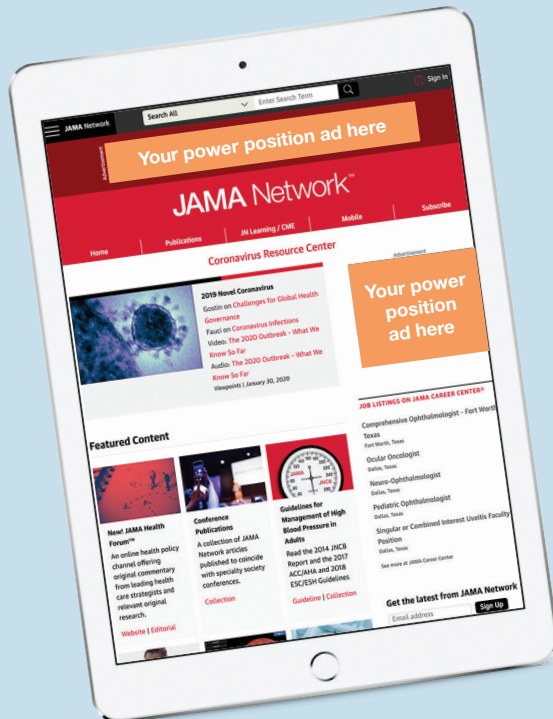 JAMA Network
Search All
Enter Search Term
Sign In
Advertisement
Your power position ad here
JAMA Network™
Home
Publications
JN Learning / CME
Mobile
Subscribe
Coronavirus Resource Center
2019 Novel Coronavirus
Gostin on Challenges for Global Health
Governance
Fauci on Coronavirus Infections
Video: The 2020 Outbreak – What We
Know So Far
Audio: The 2020 Outbreak – What We
Know So Far
Viewpoints | January 30, 2020
Advertisement
Your power
position
ad here
Featured Content
New! JAMA Health
Forum™
An online health policy
channel offering
original commentary
from leading health
care strategists and
relevant original
research.
Website | Editorial
Conference
Publications
A collection of JAMA
Network articles
published to coincide
with specialty society
conferences.
Collection
JAMA
JNC8
Guidelines for
Management of High
Blood Pressure in
Adults
Read the 2014 JNC8
Report and the 2017
ACC/AHA and 2018
ESC/ESH Guidelines
Guideline | Collection
JOB LISTINGS ON JAMA CAREER CENTER®
Comprehensive Ophthalmologist - Fort Worth
Texas
Fort Worth, Texas
Ocular Oncologist
Dallas, Texas
Neuro-Ophthalmologist
Dallas, Texas
Pediatric Ophthalmologist
Dallas, Texas
Singular or Combined Interest Uveitis Faculty
Position
Dallas, Texas
See more at JAMA Career Center
Get the latest from JAMA Network
Email address
Sign Up